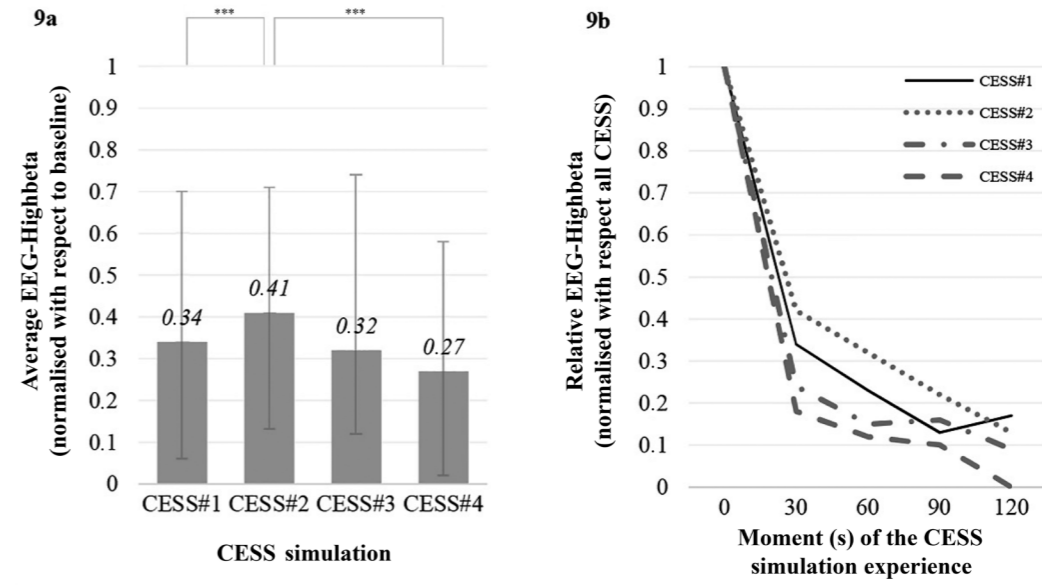 9a
***
***
Average EEG-Highbeta
(normalised with respect to baseline)
1
0.9
0.8
0.7
0.6
0.5
0.4
0.3
0.2
0.1
0
0.34
0.41
0.32
0.27
CESS#1 CESS#2 CESS#3 CESS#4
CESS simulation
9b
Relative EEG-Highbeta
(normalised with respect all CESS)
1
0.9
0.8
0.7
0.6
0.5
0.4
0.3
0.2
0.1
0
CESS#1
CESS#2
CESS#3
CESS#4
0 30 60 90 120
Moment (s) of the CESS
simulation experience